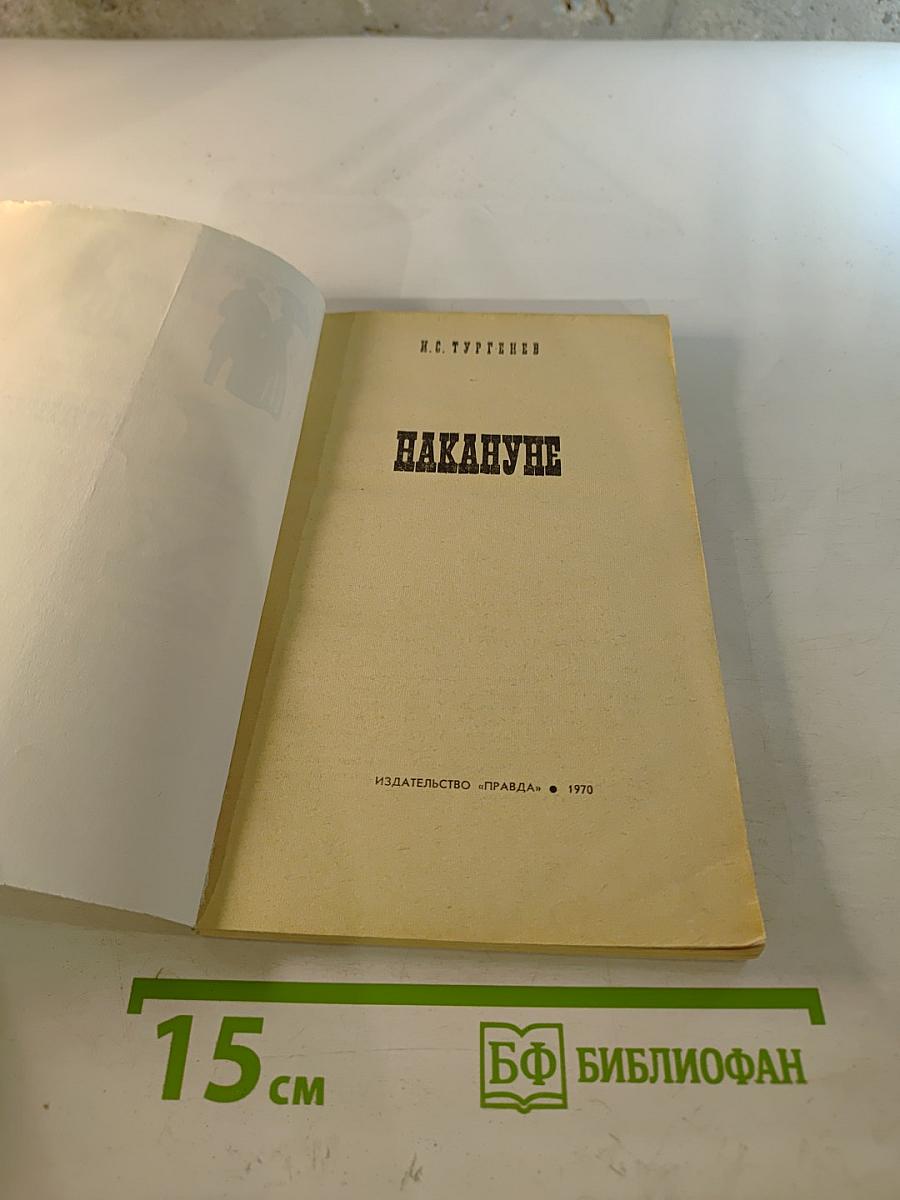 И.С. ТУРГЕНЕВ
НАКАНУНЕ
ИЗДАТЕЛЬСТВО «ПРАВДА» ● 1970
15 см
БФ БИБЛИОФАН